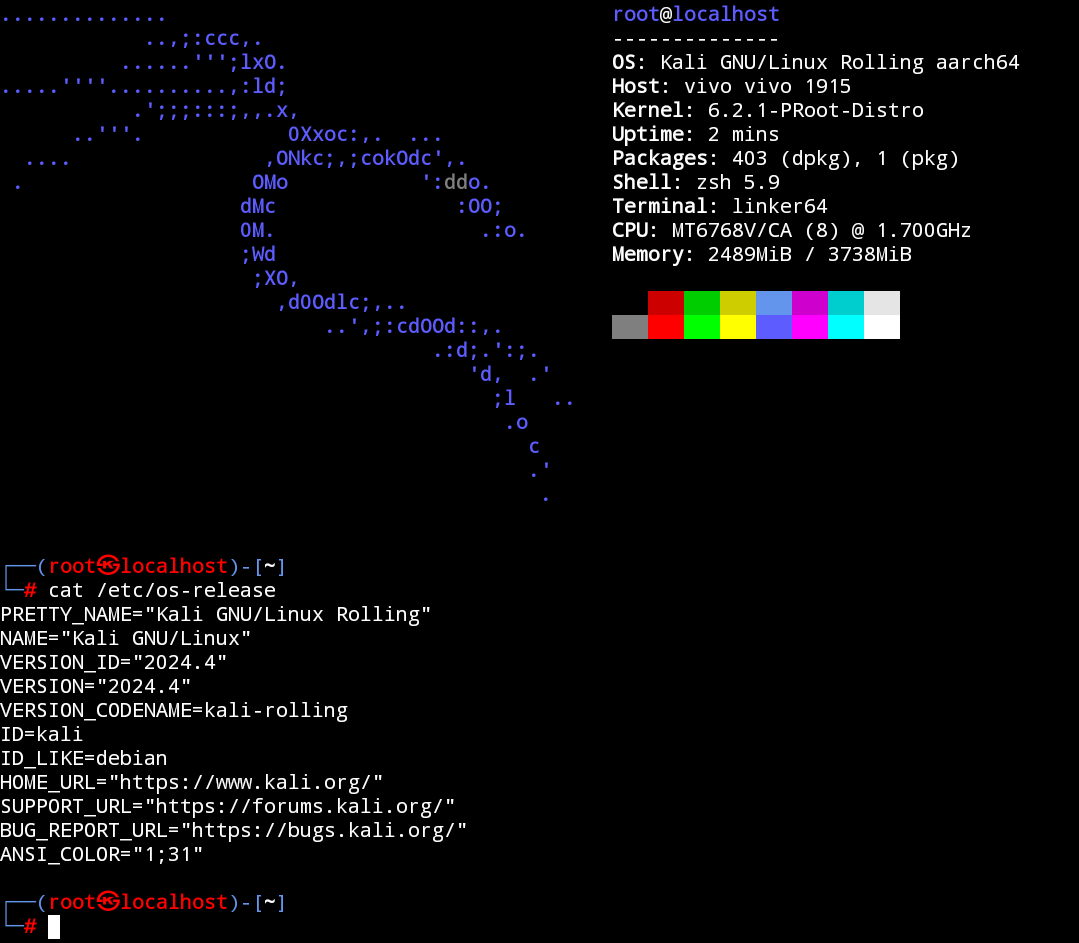 ..............
            ..,;:ccc,.
          ......''';lxO.
.....''''..........,:ld;
           .';;;:::;,,.x,
      ..'''.            0Xxoc:,.  ...
  ....                ,ONkc;,;cokOdc',.
 .                   OMo           ':ddo.
                    dMc               :OO;
                    0M.                 .:o.
                    ;Wd
                     ;XO,
                       ,d0Odlc;,..
                           ..',;:cdOOd::,.
                                    .:d;.':;.
                                       'd,  .'
                                         ;l   ..
                                          .o
                                            c
                                            .'
                                             .
root@localhost
--------------
OS: Kali GNU/Linux Rolling aarch64
Host: vivo vivo 1915
Kernel: 6.2.1-PRoot-Distro
Uptime: 2 mins
Packages: 403 (dpkg), 1 (pkg)
Shell: zsh 5.9
Terminal: linker64
CPU: MT6768V/CA (8) @ 1.700GHz
Memory: 2489MiB / 3738MiB
┌──(root㉿localhost)-[~]
└─# cat /etc/os-release
PRETTY_NAME="Kali GNU/Linux Rolling"
NAME="Kali GNU/Linux"
VERSION_ID="2024.4"
VERSION="2024.4"
VERSION_CODENAME=kali-rolling
ID=kali
ID_LIKE=debian
HOME_URL="https://www.kali.org/"
SUPPORT_URL="https://forums.kali.org/"
BUG_REPORT_URL="https://bugs.kali.org/"
ANSI_COLOR="1;31"
┌──(root㉿localhost)-[~]
└─#